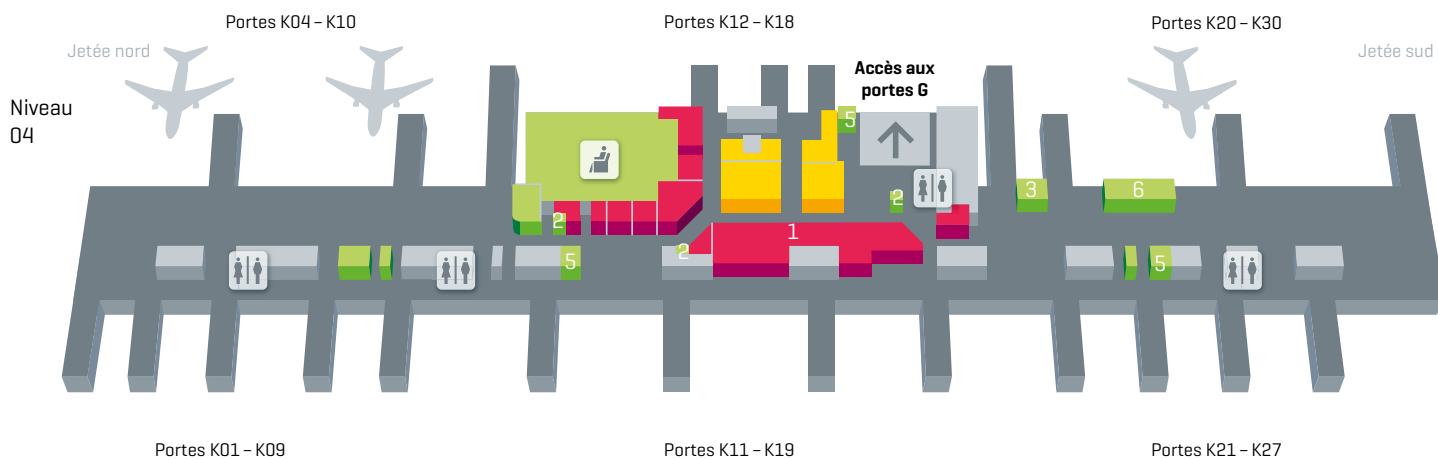 Portes K04 – K10
Portes K12 – K18
Portes K20 – K30
Jetée nord
Jetée sud
Accès aux
portes G
Niveau
04
5
2
3
6
2
1
2
5
5
Portes K01 – K09
Portes K11 – K19
Portes K21 – K27